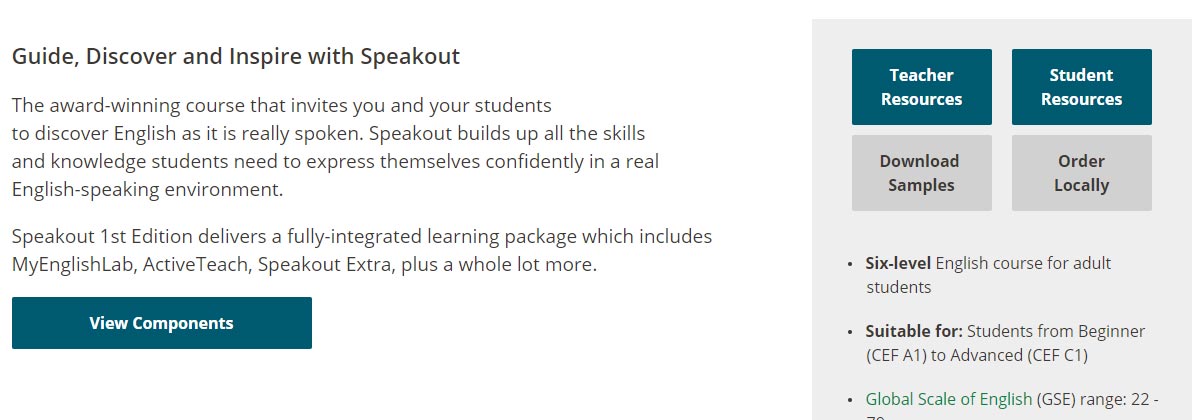 Guide, Discover and Inspire with Speakout
The award-winning course that invites you and your students
to discover English as it is really spoken. Speakout builds up all the skills
and knowledge students need to express themselves confidently in a real
English-speaking environment.
Speakout 1st Edition delivers a fully-integrated learning package which includes
MyEnglishLab, ActiveTeach, Speakout Extra, plus a whole lot more.
View Components
Teacher
Resources
Student
Resources
Download
Samples
Order
Locally
• Six-level English course for adult
students
• Suitable for: Students from Beginner
(CEF A1) to Advanced (CEF C1)
• Global Scale of English (GSE) range: 22 -